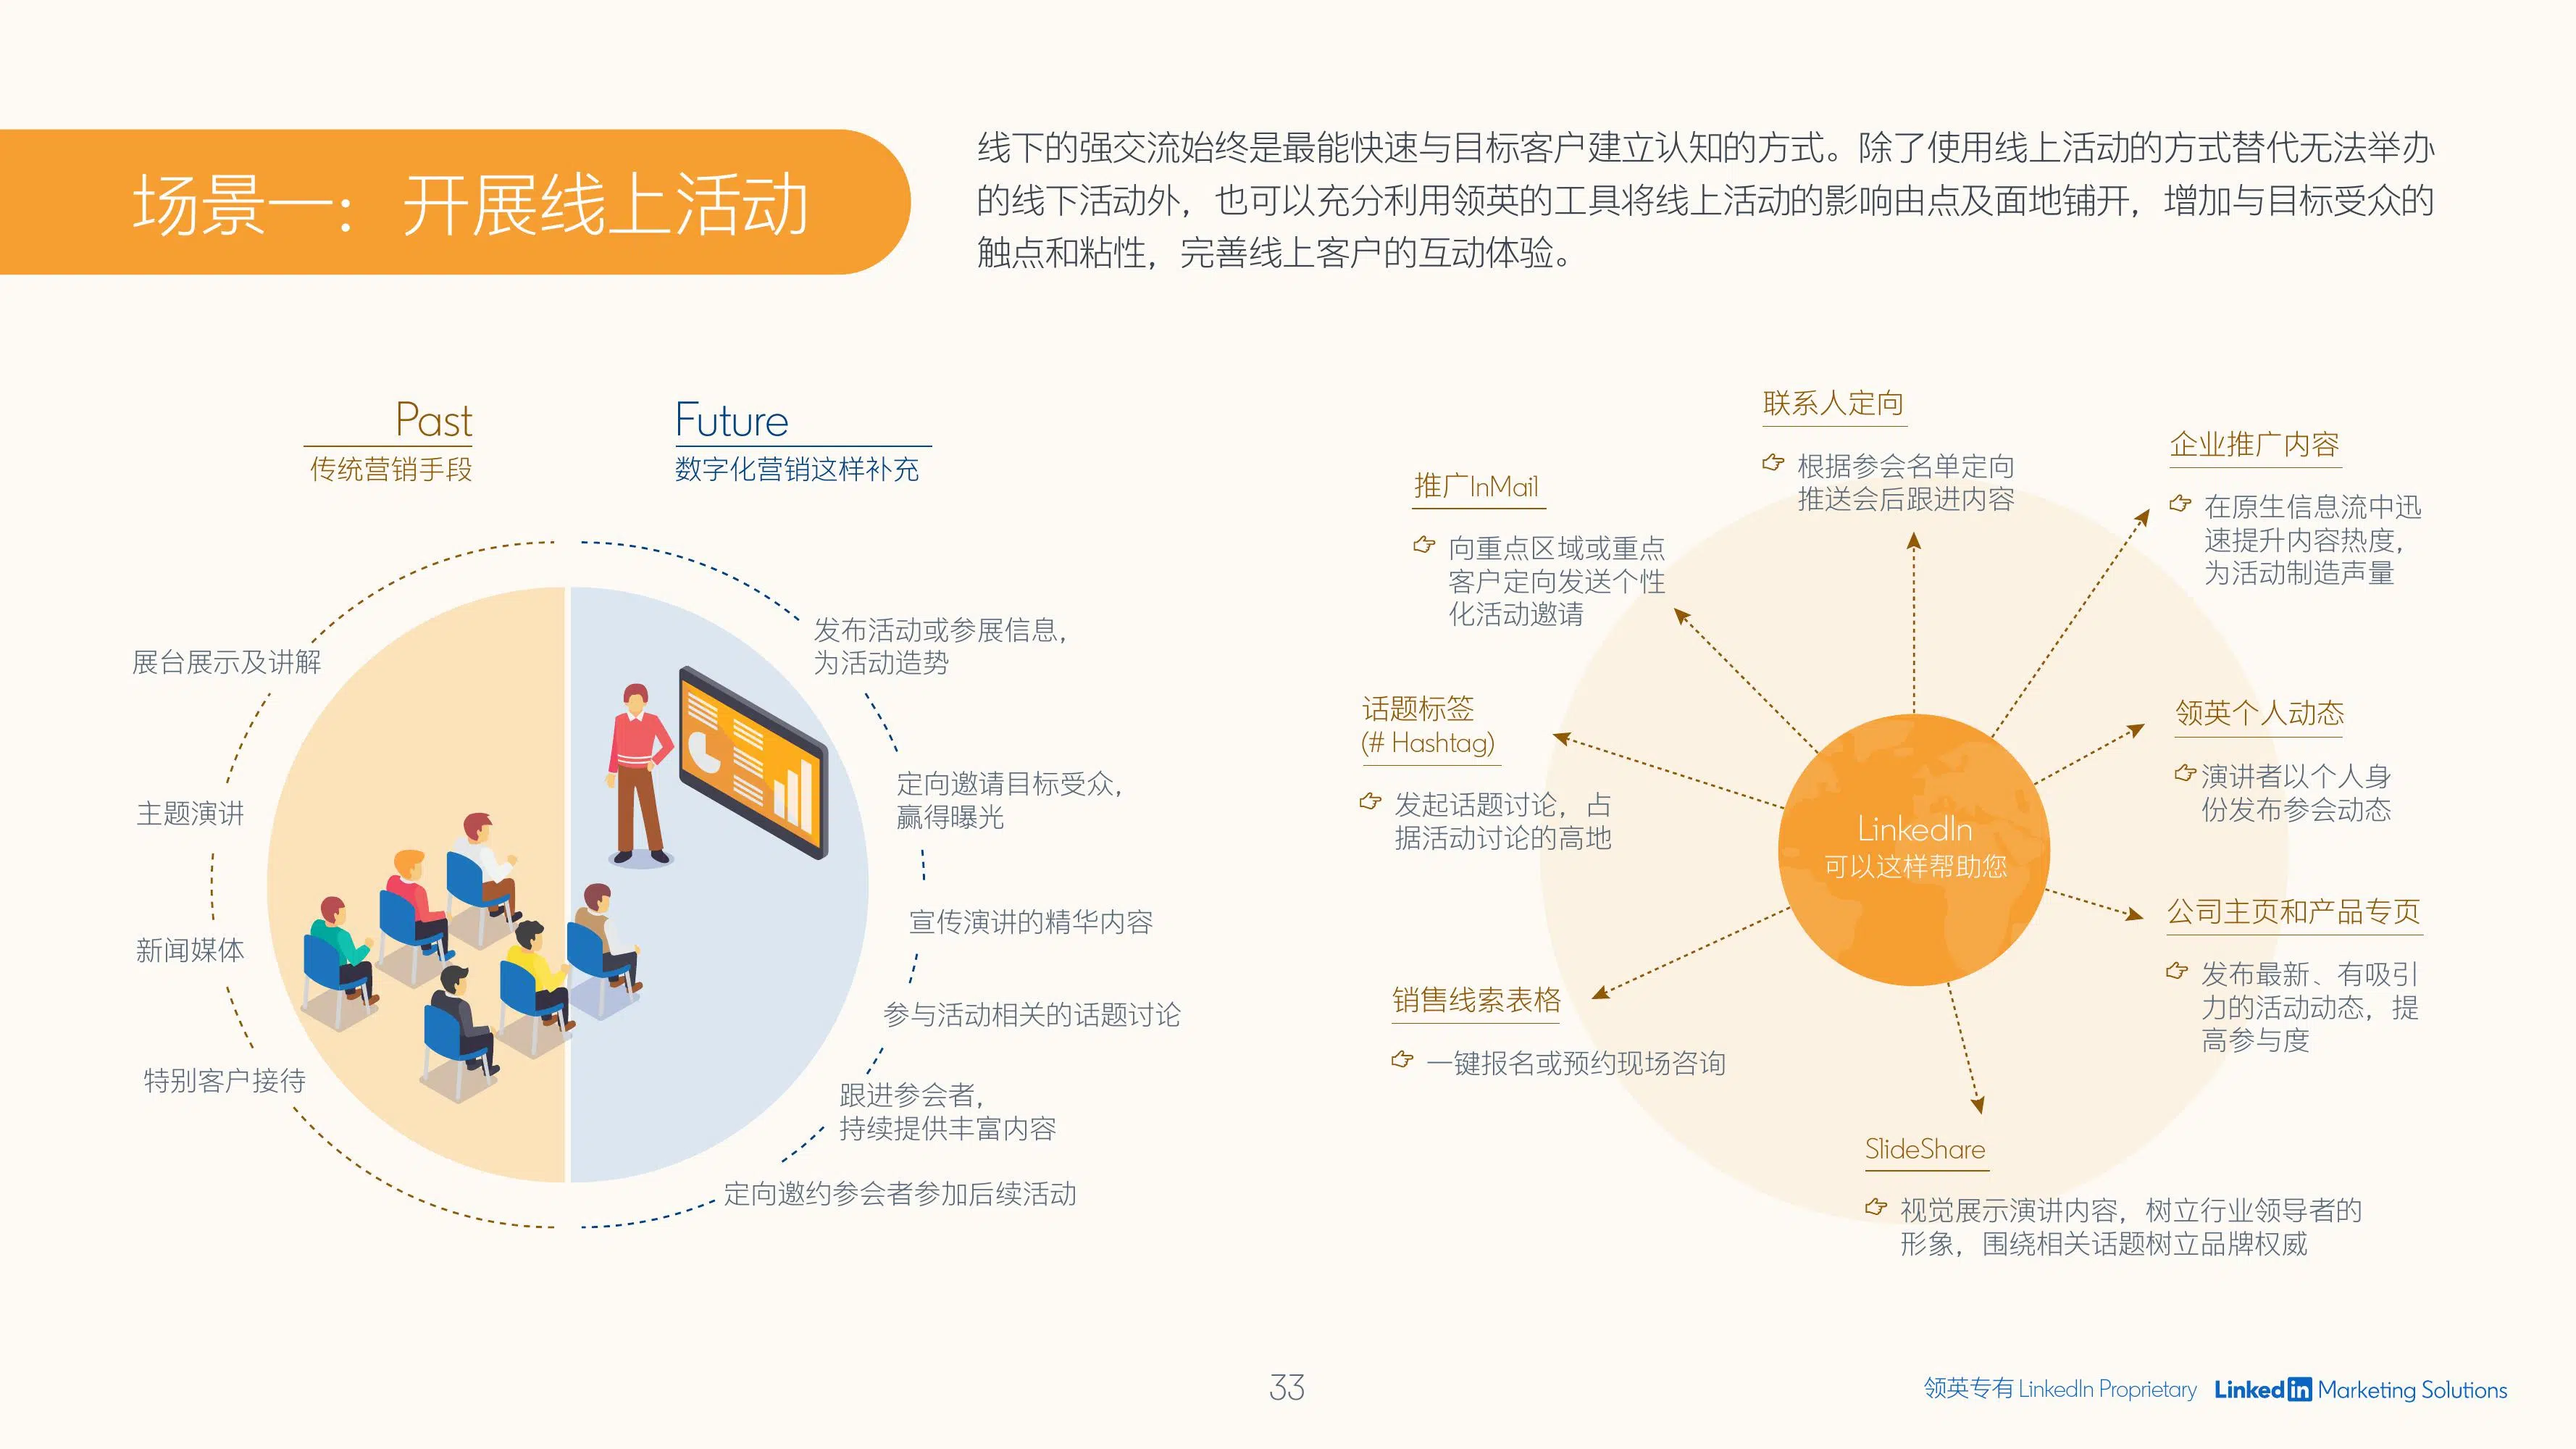 场景一：开展线上活动
线下的强交流始终是最能快速与目标客户建立认知的方式。除了使用线上活动的方式替代无法举办
的线下活动外，也可以充分利用领英的工具将线上活动的影响由点及面地铺开，增加与目标受众的
触点和粘性，完善线上客户的互动体验。
Past
传统营销手段
Future
数字化营销这样补充
展台展示及讲解
主题演讲
新闻媒体
特别客户接待
发布活动或参展信息，
为活动造势
定向邀请目标受众，
赢得曝光
宣传演讲的精华内容
参与活动相关的话题讨论
跟进参会者，
持续提供丰富内容
定向邀约参会者参加后续活动
联系人定向
根据参会名单定向
推送会后跟进内容
企业推广内容
在原生信息流中迅
速提升内容热度，
为活动制造声量
推广InMail
向重点区域或重点
客户定向发送个性
化活动邀请
话题标签
(# Hashtag)
发起话题讨论，占
据活动讨论的高地
领英个人动态
演讲者以个人身
份发布参会动态
LinkedIn
可以这样帮助您
公司主页和产品专页
发布最新、有吸引
力的活动动态，提
高参与度
销售线索表格
一键报名或预约现场咨询
SlideShare
视觉展示演讲内容，树立行业领导者的
形象，围绕相关话题树立品牌权威
33
领英专有 LinkedIn Proprietary LinkedIn Marketing Solutions